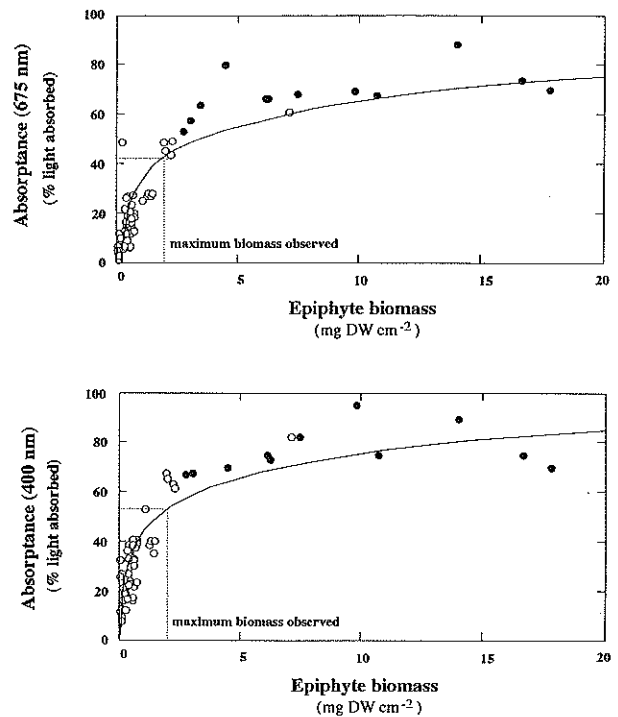 Absorptance (675 nm)
(% light absorbed)
100
80
60
40
20
0
maximum biomass observed
0
5
10
15
20
Epiphyte biomass
(mg DW cm-2)
Absorptance (400 nm)
(% light absorbed)
100
80
60
40
20
0
maximum biomass observed
0
5
10
15
20
Epiphyte biomass
(mg DW cm-2)